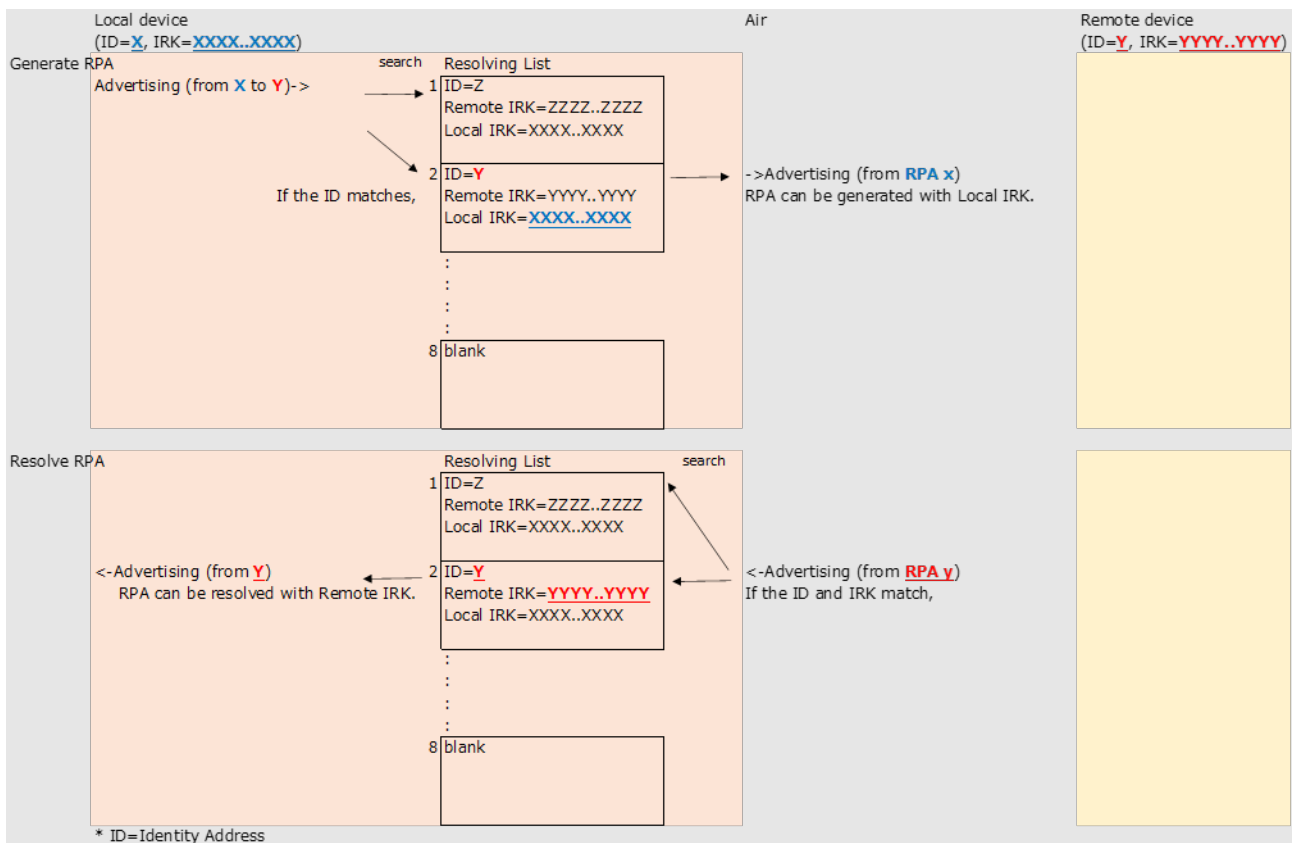 Local device
(ID=X, IRK=XXXX..XXXX)
Air
Remote device
(ID=Y, IRK=YYYY..YYYY)
Generate RPA
search
Resolving List
Advertising (from X to Y)->
1 ID=Z
Remote IRK=ZZZZ..ZZZZ
Local IRK=XXXX..XXXX
If the ID matches,
2 ID=Y
Remote IRK=YYYY..YYYY
Local IRK=XXXX..XXXX
->Advertising (from RPA x)
RPA can be generated with Local IRK.
:
:
:
:
8 blank
Resolve RPA
Resolving List
search
1 ID=Z
Remote IRK=ZZZZ..ZZZZ
Local IRK=XXXX..XXXX
<-Advertising (from Y)
RPA can be resolved with Remote IRK.
2 ID=Y
Remote IRK=YYYY..YYYY
Local IRK=XXXX..XXXX
<-Advertising (from RPA y)
If the ID and IRK match,
:
:
:
:
8 blank
* ID=Identity Address